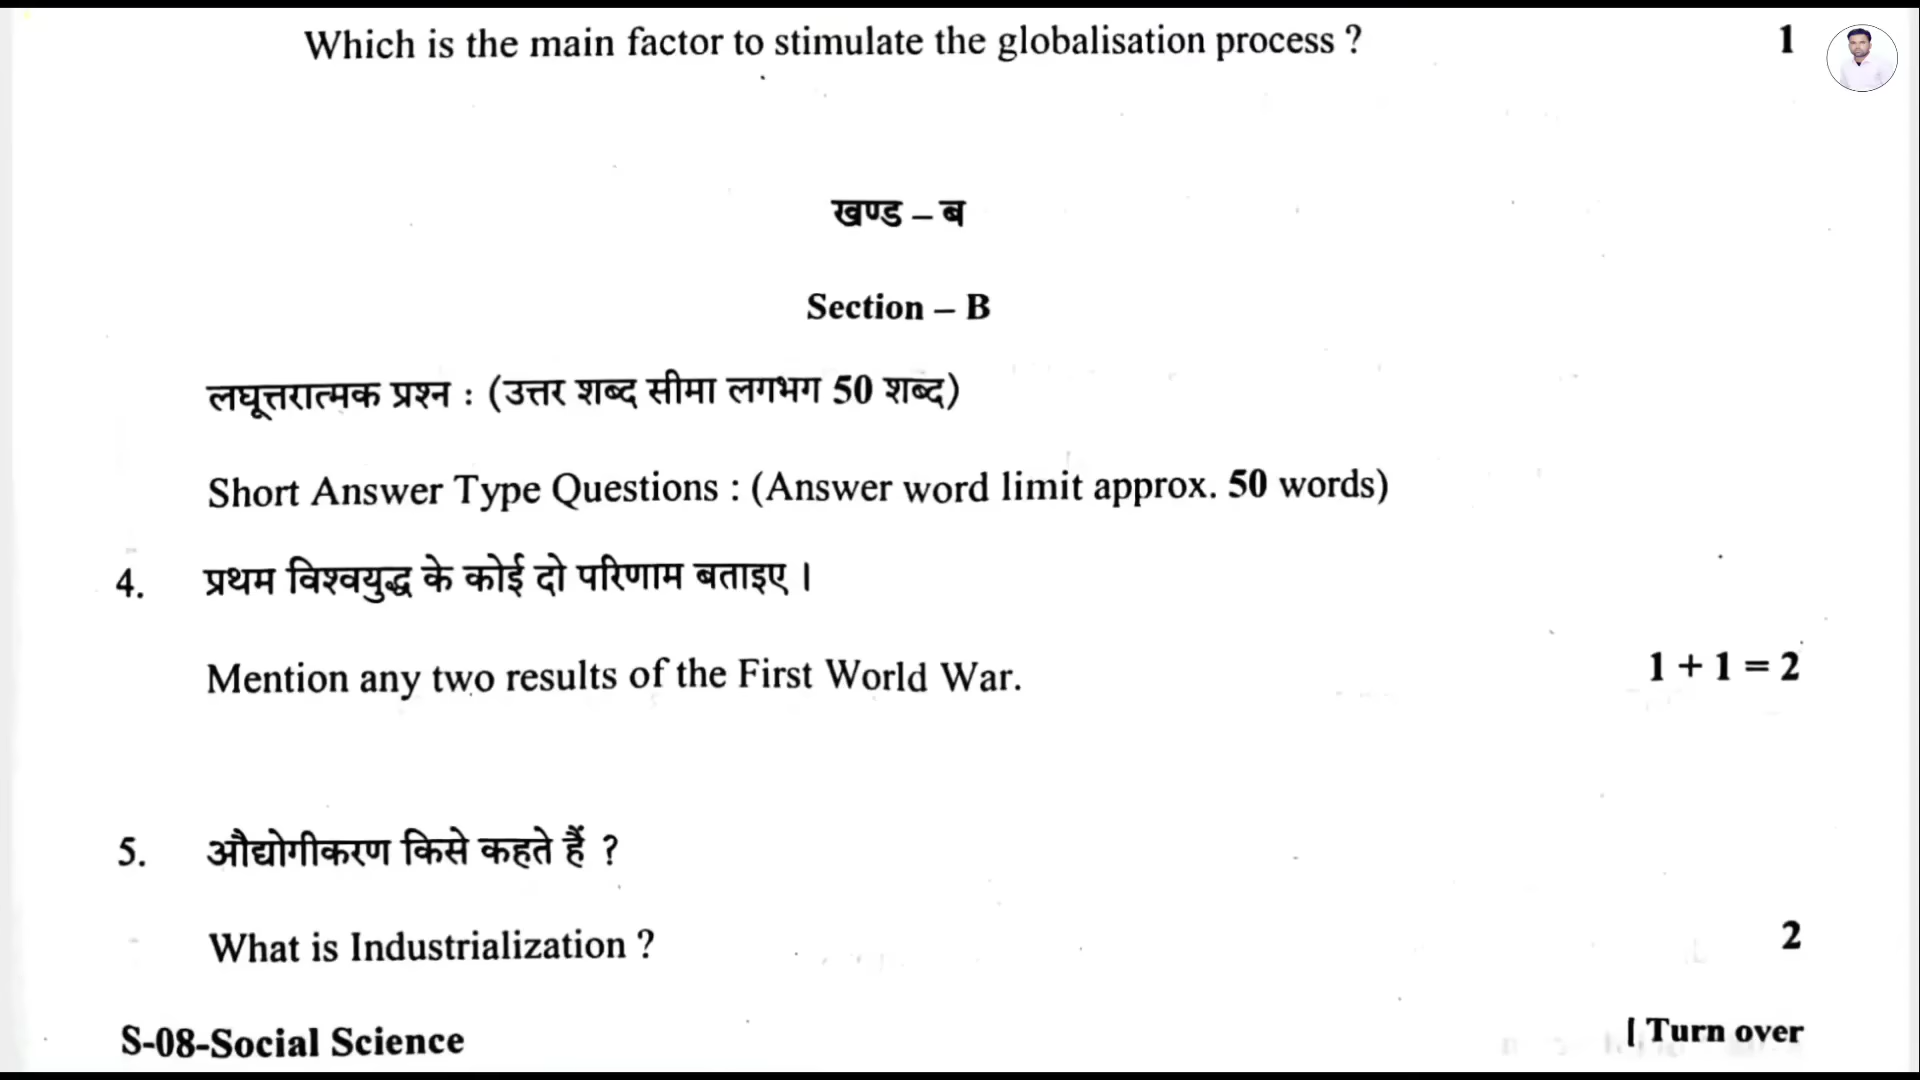 Which is the main factor to stimulate the globalisation process ? 1
खण्ड – ब
Section – B
लघूत्तरात्मक प्रश्न : (उत्तर शब्द सीमा लगभग 50 शब्द)
Short Answer Type Questions : (Answer word limit approx. 50 words)
4. प्रथम विश्वयुद्ध के कोई दो परिणाम बताइए ।
Mention any two results of the First World War. 1 + 1 = 2
5. औद्योगीकरण किसे कहते हैं ?
What is Industrialization ? 2
S-08-Social Science [ Turn over